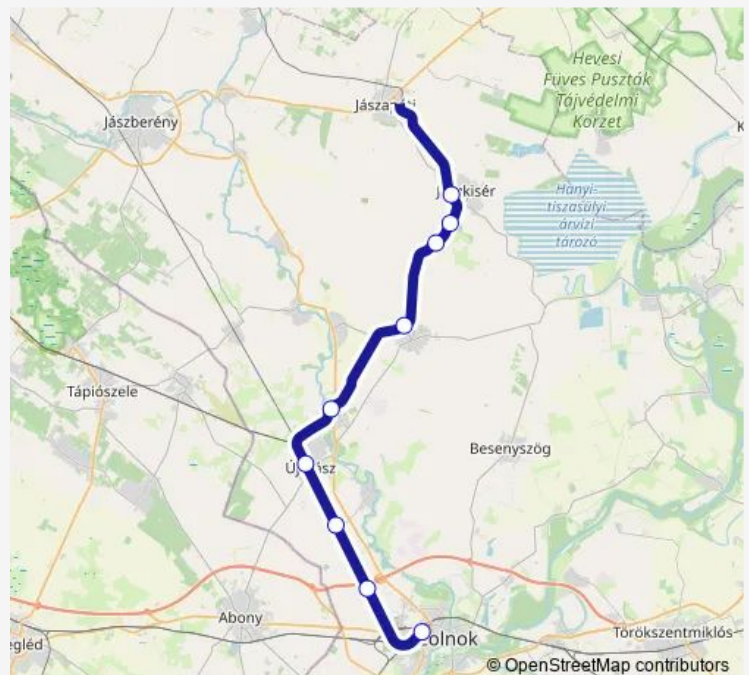 Hevesi
Füves Puszták
Tájvédelmi
Körzet
Jászberény
Hanyi-
tiszasülyi
árvízi
tározó
Tápiószele
Besenyszög
Abony
Törökszentmiklós
© OpenStreetMap contributors